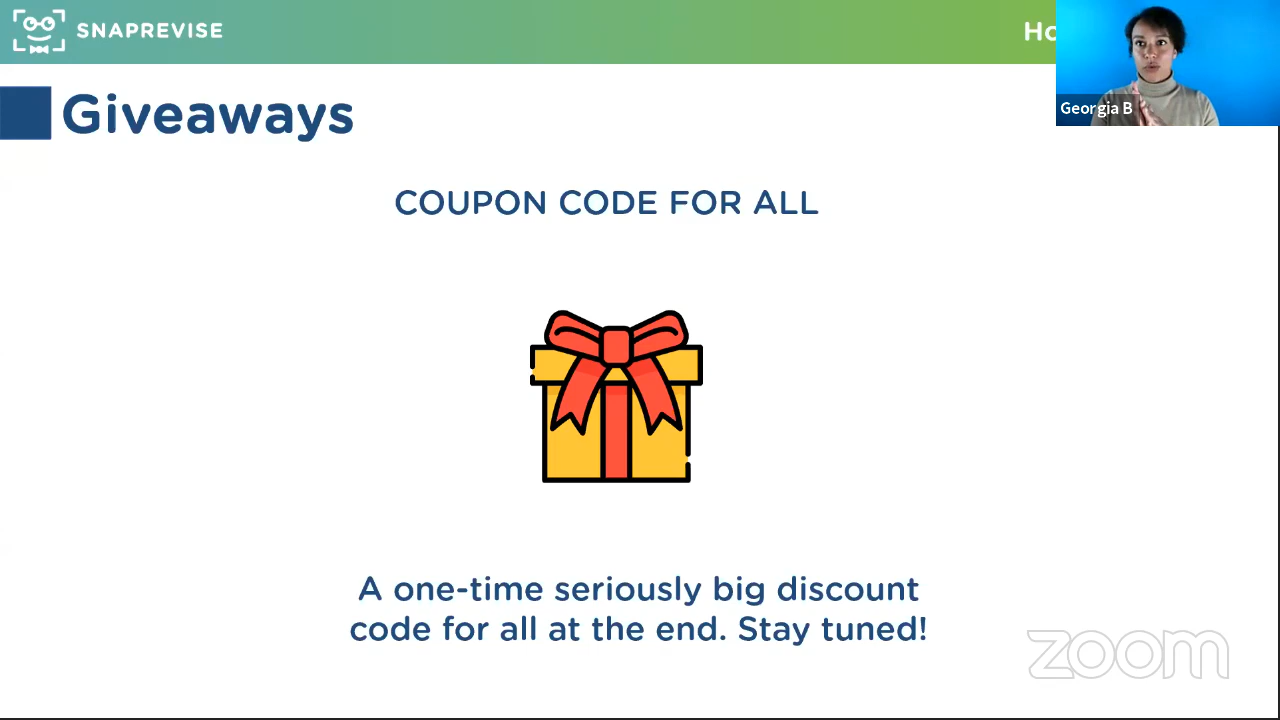 SNAPREVISE
Ho
Georgia B
Giveaways
COUPON CODE FOR ALL
A one-time seriously big discount
code for all at the end. Stay tuned!
zoom